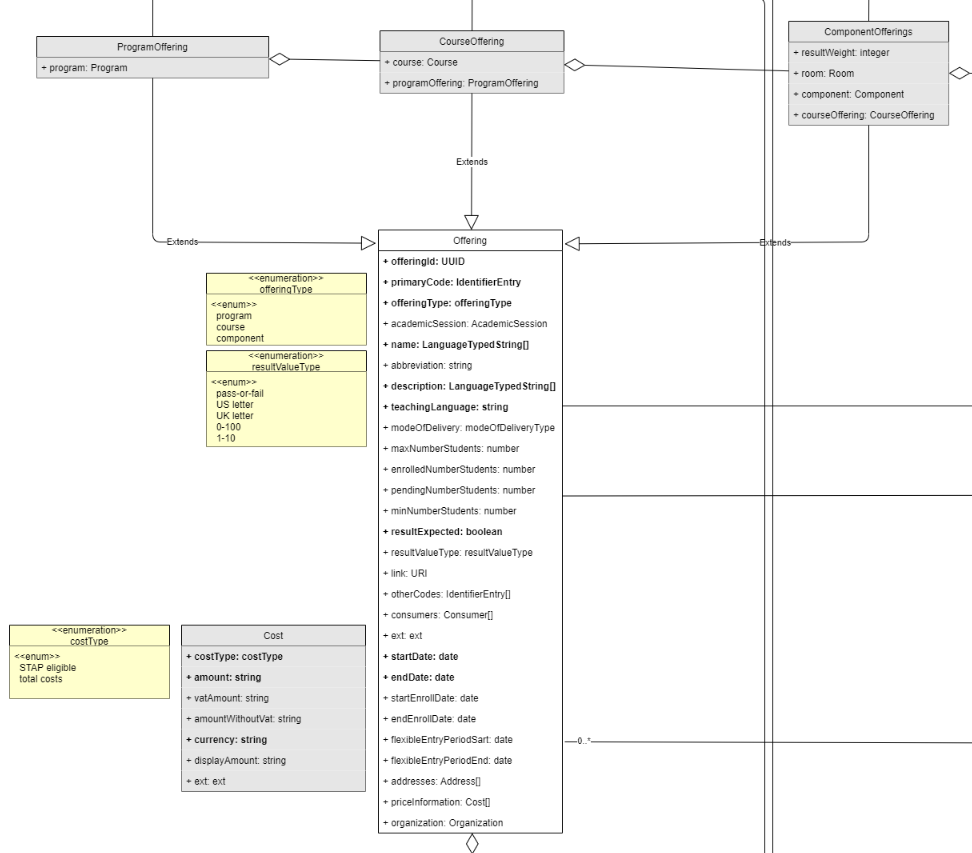 ProgramOffering
+ program: Program
CourseOffering
+ course: Course
+ programOffering: ProgramOffering
ComponentOfferings
+ resultWeight: integer
+ room: Room
+ component: Component
+ courseOffering: CourseOffering
Extends
Extends
Extends
Offering
+ offeringId: UUID
+ primaryCode: IdentifierEntry
+ offeringType: offeringType
+ academicSession: AcademicSession
+ name: LanguageTypedString[]
+ abbreviation: string
+ description: LanguageTypedString[]
+ teachingLanguage: string
+ modeOfDelivery: modeOfDeliveryType
+ maxNumberStudents: number
+ enrolledNumberStudents: number
+ pendingNumberStudents: number
+ minNumberStudents: number
+ resultExpected: boolean
+ resultValueType: resultValueType
+ link: URI
+ otherCodes: IdentifierEntry[]
+ consumers: Consumer[]
+ ext: ext
+ startDate: date
+ endDate: date
+ startEnrollDate: date
+ endEnrollDate: date
+ flexibleEntryPeriodSart: date
+ flexibleEntryPeriodEnd: date
+ addresses: Address[]
+ priceInformation: Cost[]
+ organization: Organization
<<enumeration>>
offeringType
<<enum>>
program
course
component
<<enumeration>>
resultValueType
<<enum>>
pass-or-fail
US letter
UK letter
0-100
1-10
<<enumeration>>
costType
<<enum>>
STAP eligible
total costs
Cost
+ costType: costType
+ amount: string
+ vatAmount: string
+ amountWithoutVat: string
+ currency: string
+ displayAmount: string
+ ext: ext
0..*